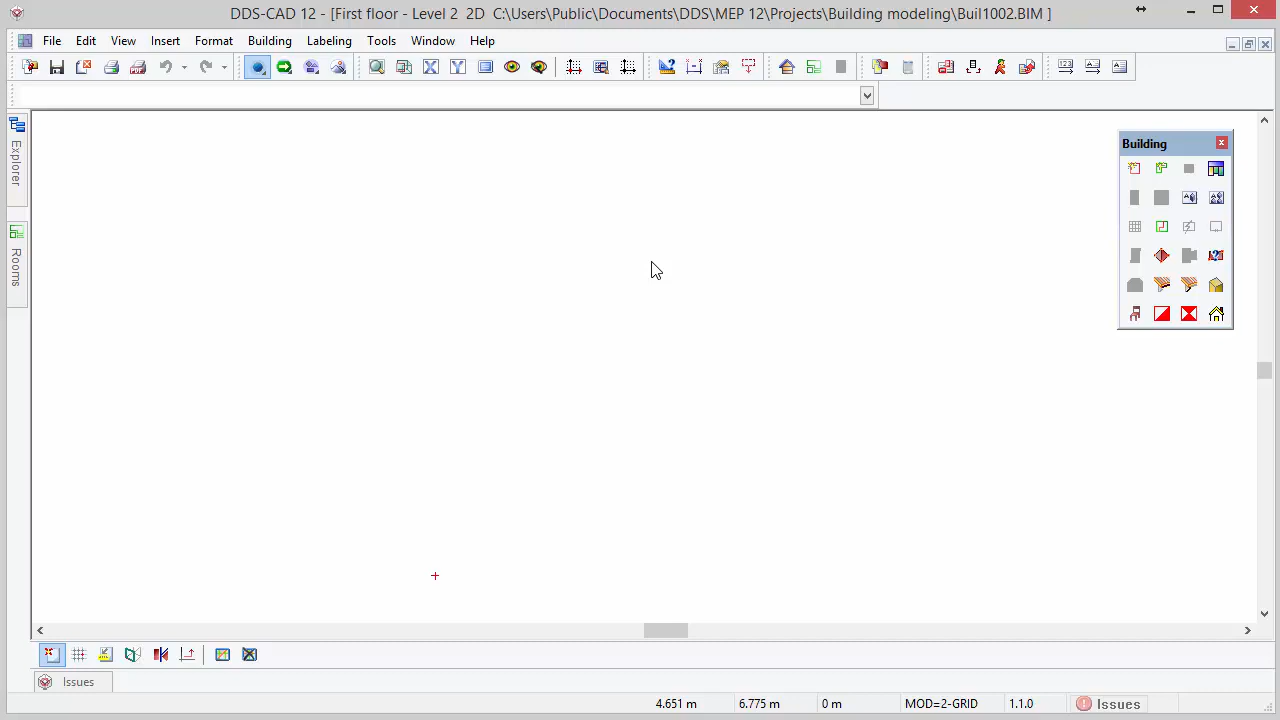 DDS-CAD 12 - [First floor - Level 2  2D  C:\Users\Public\Documents\DDS\MEP 12\Projects\Building modeling\Buil1002.BIM ]
File Edit View Insert Format Building Labeling Tools Window Help
Explorer
Rooms
Building
Issues
4.651 m 6.775 m 0 m MOD=2-GRID 1.1.0 Issues